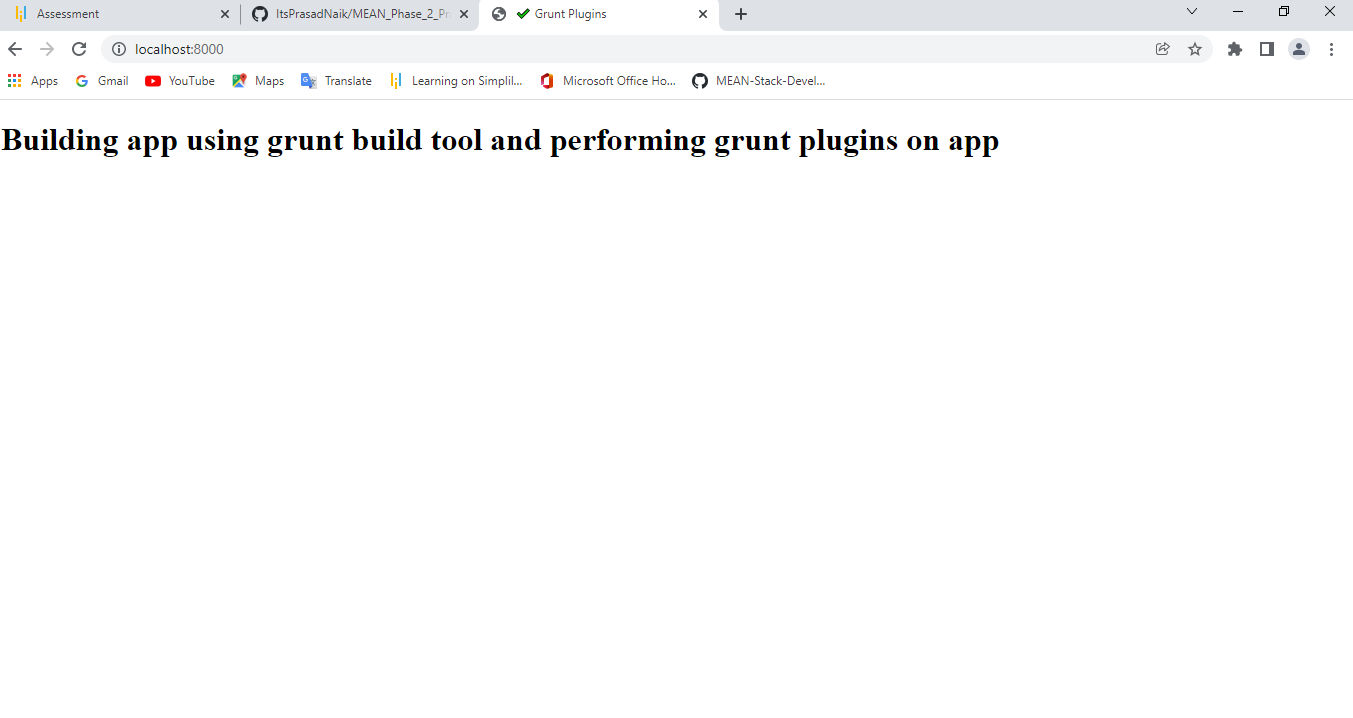 Assessment
ItsPrasadNaik/MEAN_Phase_2_Pr
✔ Grunt Plugins
localhost:8000
Apps Gmail YouTube Maps Translate Learning on Simplil... Microsoft Office Ho... MEAN-Stack-Devel...
Building app using grunt build tool and performing grunt plugins on app